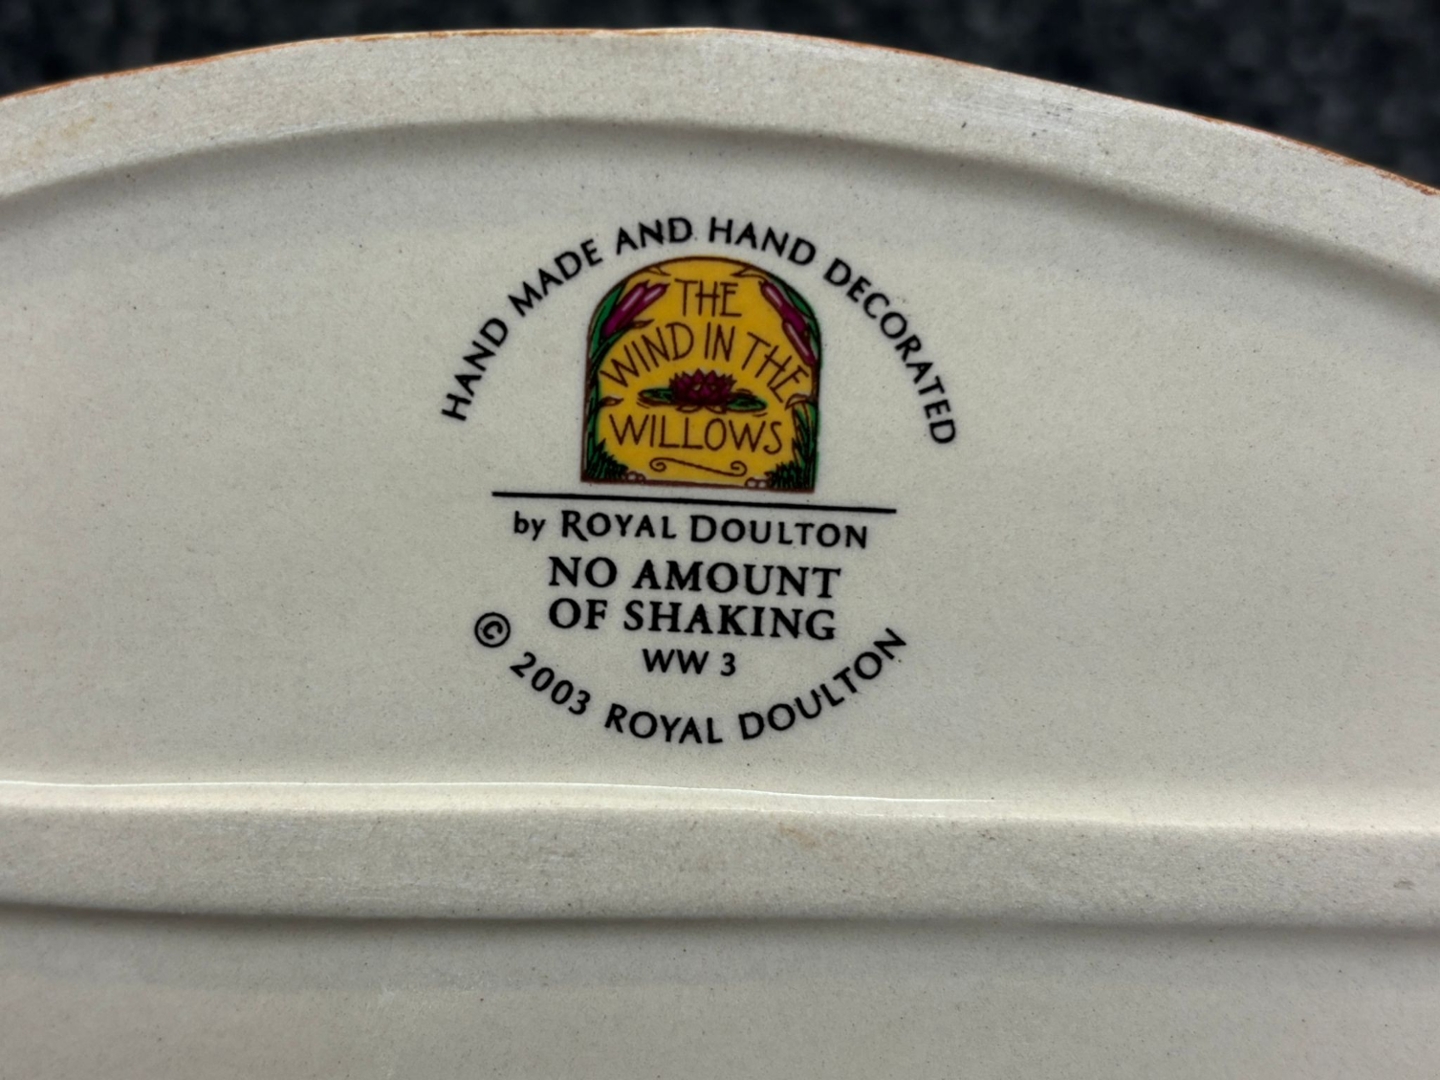 HAND MADE AND HAND DECORATED
THE
WIND IN THE
WILLOWS
by ROYAL DOULTON
NO AMOUNT
OF SHAKING
WW 3
© 2003 ROYAL DOULTON